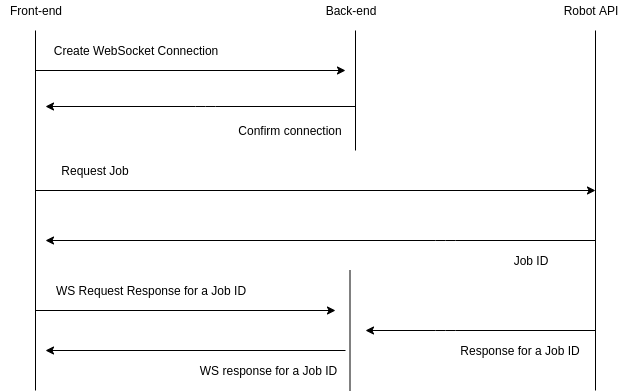 Front-end
Back-end
Robot API
Create WebSocket Connection
Confirm connection
Request Job
Job ID
WS Request Response for a Job ID
Response for a Job ID
WS response for a Job ID